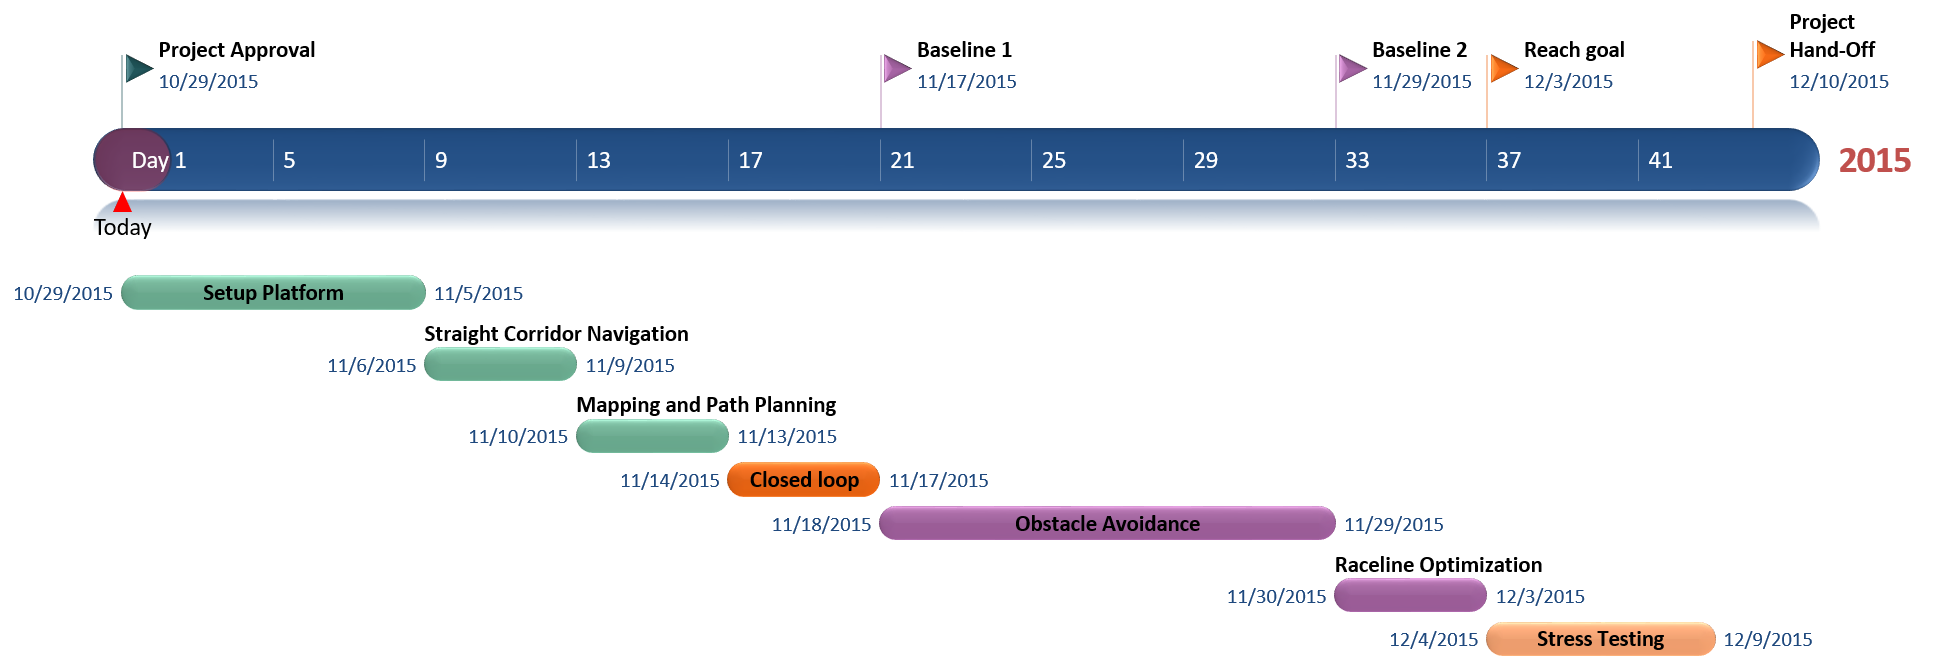 Project Approval
10/29/2015
Baseline 1
11/17/2015
Baseline 2
11/29/2015
Reach goal
12/3/2015
Project
Hand-Off
12/10/2015
Day 1 5 9 13 17 21 25 29 33 37 41
2015
Today
10/29/2015 Setup Platform 11/5/2015
Straight Corridor Navigation
11/6/2015 11/9/2015
Mapping and Path Planning
11/10/2015 11/13/2015
11/14/2015 Closed loop 11/17/2015
11/18/2015 Obstacle Avoidance 11/29/2015
Raceline Optimization
11/30/2015 12/3/2015
12/4/2015 Stress Testing 12/9/2015